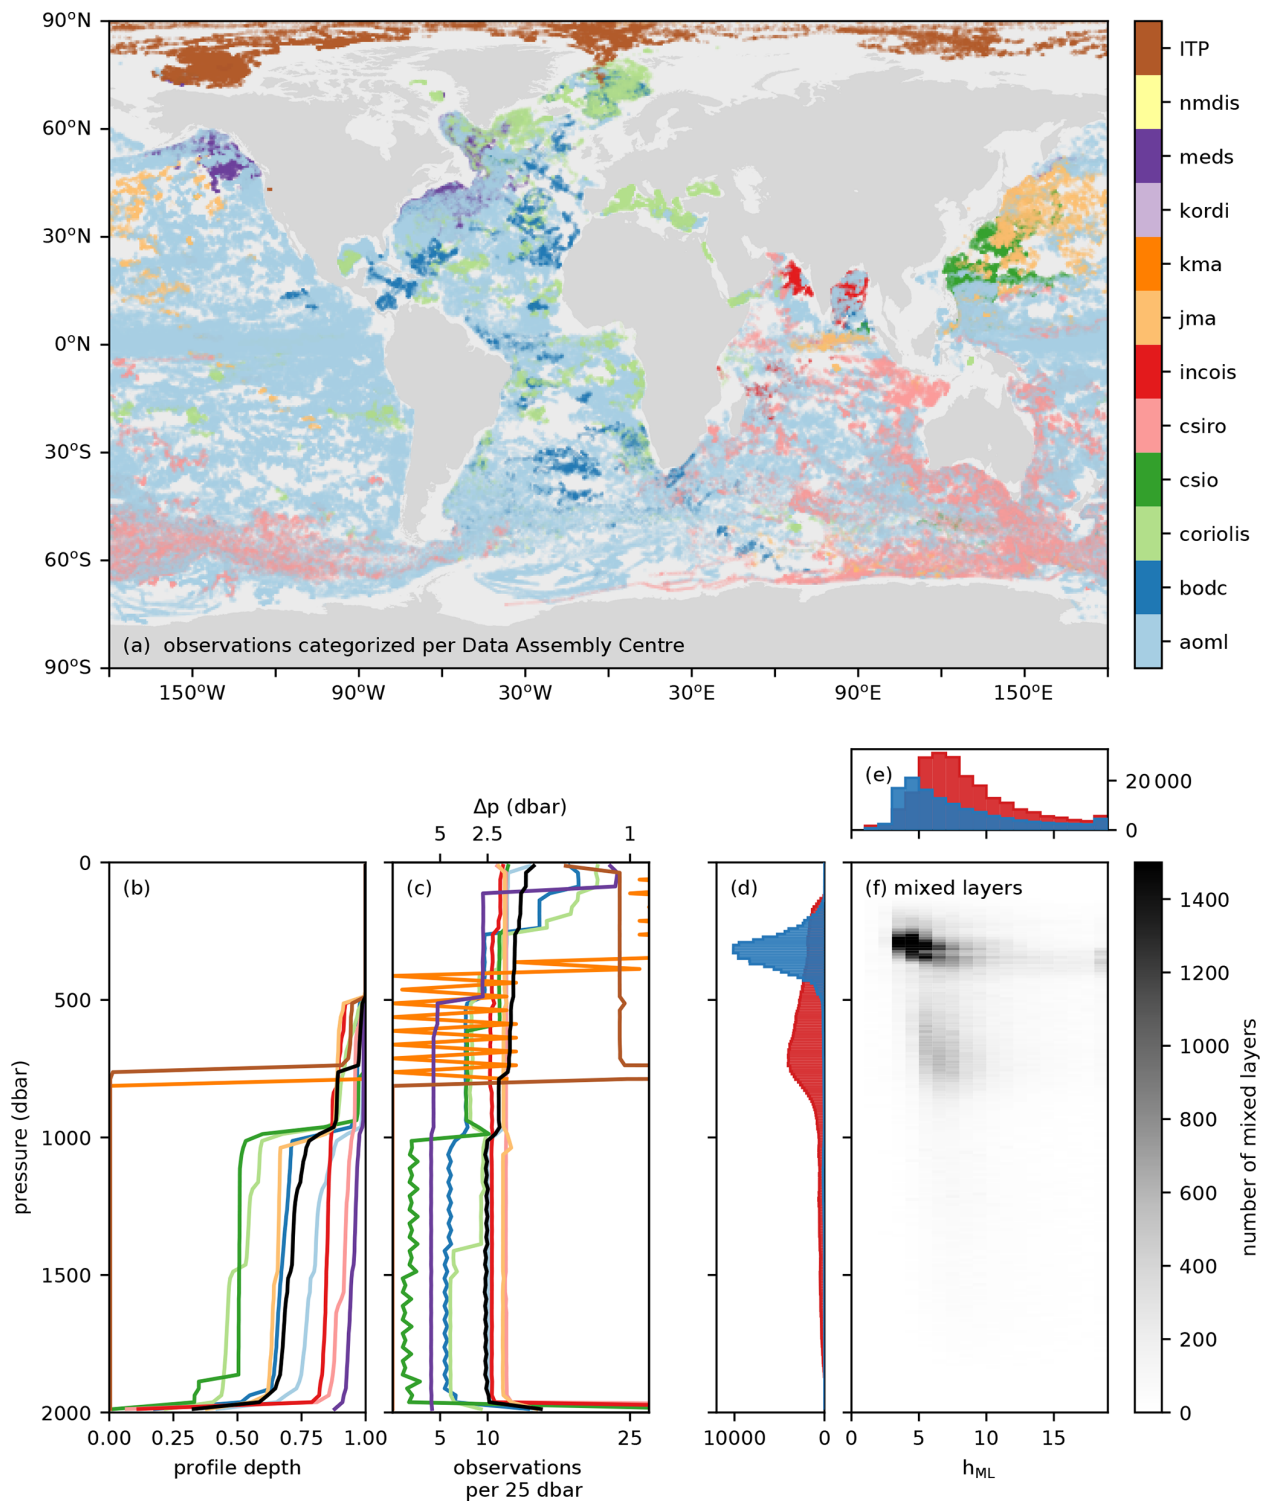 90°N
60°N
30°N
0°N
30°S
60°S
90°S
150°W
90°W
30°W
30°E
90°E
150°E
(a) observations categorized per Data Assembly Centre
ITP
nmdis
meds
kordi
kma
jma
incois
csiro
csio
coriolis
bodc
aoml
(e)
20 000
0
Δp (dbar)
5 2.5 1
(b)
(c)
(d)
(f) mixed layers
0
500
1000
1500
2000
pressure (dbar)
0.00 0.25 0.50 0.75 1.00
profile depth
5 10 25
observations
per 25 dbar
10000 0
0 5 10 15
hML
1400
1200
1000
800
600
400
200
0
number of mixed layers